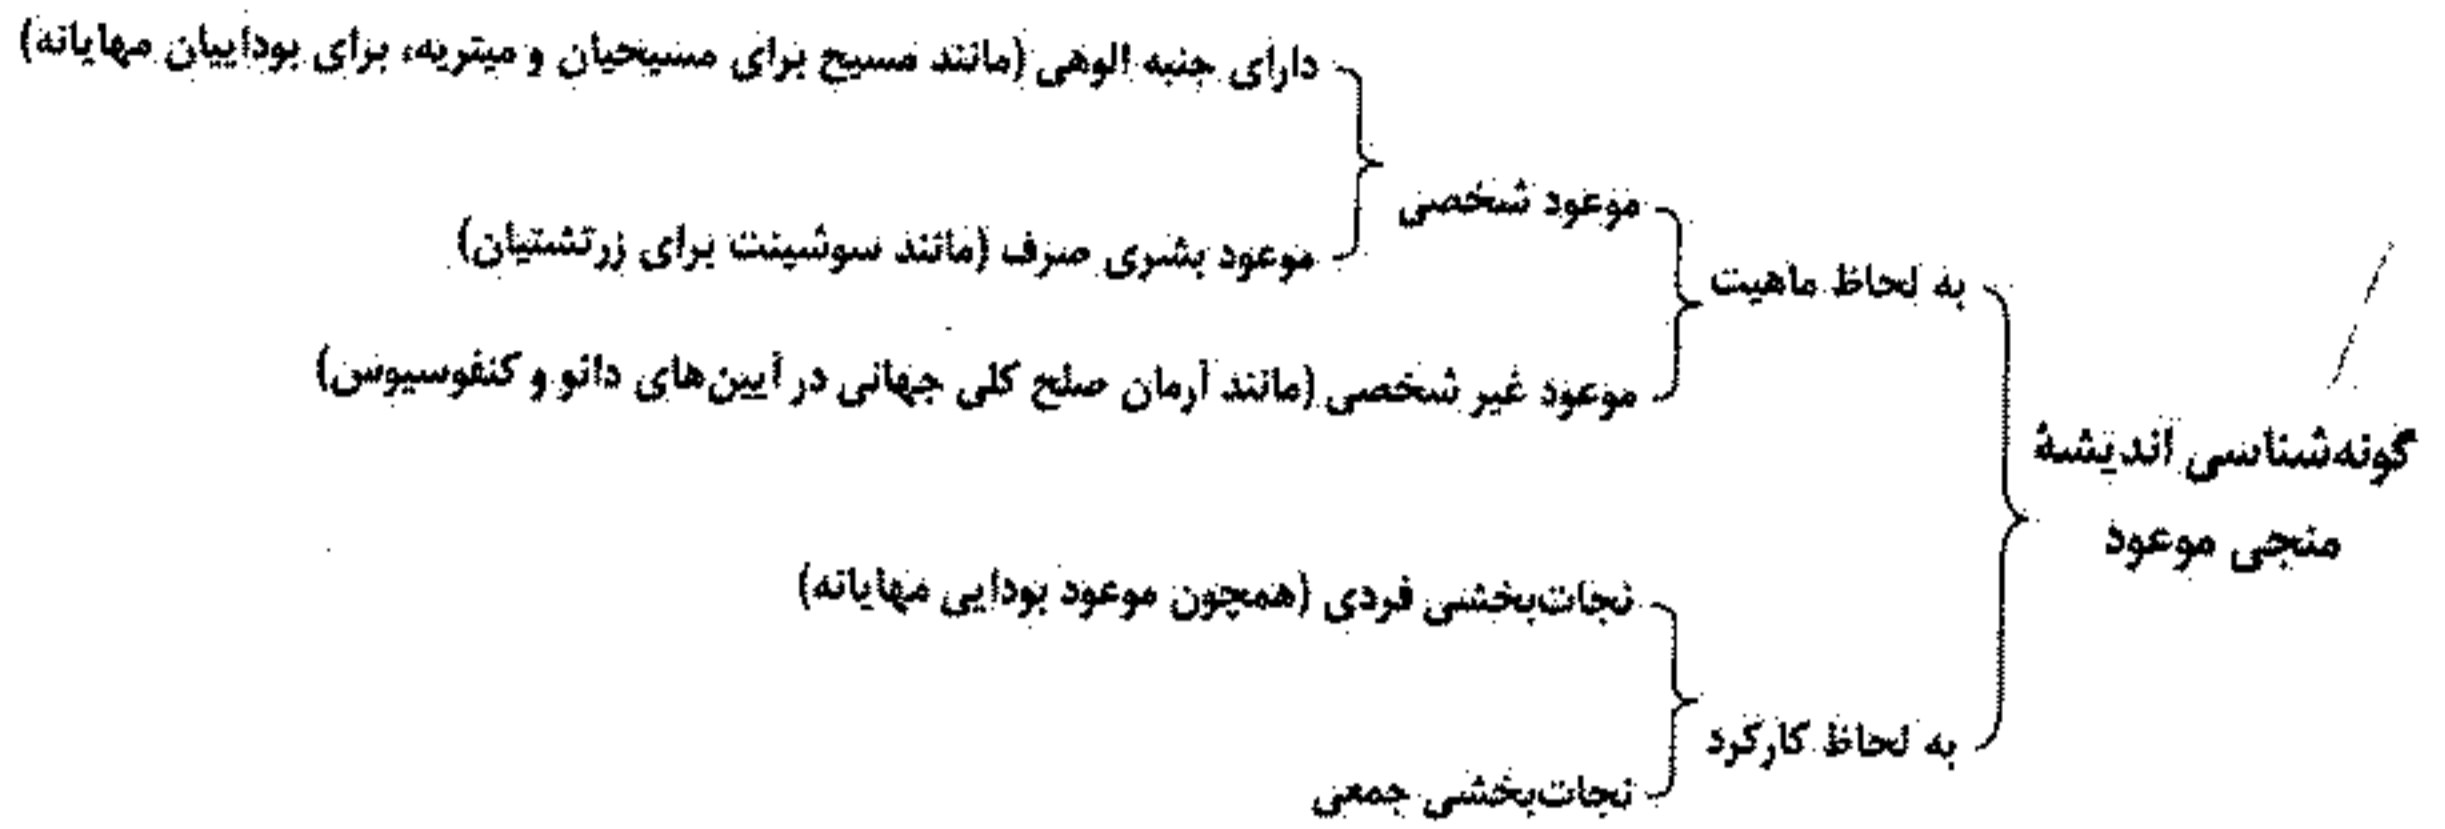 دارای جنبه الوهی (مانند مسیح برای مسیحیان و میتریه، برای بوداییان مهایانه)
موعود شخصی
موعود بشری صرف (مانند سوشینت برای زرتشتیان)
به لحاظ ماهیت
موعود غیر شخصی (مانند آرمان صلح کلی جهانی در آیین‌های دائو و کنفوسیوس)
گونه‌شناسی اندیشهٔ
منجی موعود
نجات‌بخشی فردی (همچون موعود بودایی مهایانه)
به لحاظ کارکرد
نجات‌بخشی جمعی